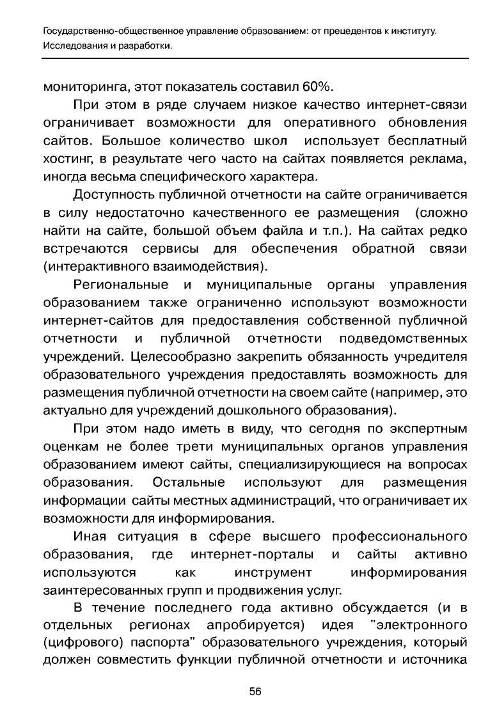 Государственно-общественное управление образованием: от прецедентов к институту.
Исследования и разработки.
мониторинга, этот показатель составил 60%.
При этом в ряде случаем низкое качество интернет-связи
ограничивает возможности для оперативного обновления
сайтов. Большое количество школ использует бесплатный
хостинг, в результате чего часто на сайтах появляется реклама,
иногда весьма специфического характера.
Доступность публичной отчетности на сайте ограничивается
в силу недостаточно качественного ее размещения (сложно
найти на сайте, большой объем файла и т.п.). На сайтах редко
встречаются сервисы для обеспечения обратной связи
(интерактивного взаимодействия).
Региональные и муниципальные органы управления
образованием также ограниченно используют возможности
интернет-сайтов для предоставления собственной публичной
отчетности и публичной отчетности подведомственных
учреждений. Целесообразно закрепить обязанность учредителя
образовательного учреждения предоставлять возможность для
размещения публичной отчетности на своем сайте (например, это
актуально для учреждений дошкольного образования).
При этом надо иметь в виду, что сегодня по экспертным
оценкам не более трети муниципальных органов управления
образованием имеют сайты, специализирующиеся на вопросах
образования. Остальные используют для размещения
информации сайты местных администраций, что ограничивает их
возможности для информирования.
Иная ситуация в сфере высшего профессионального
образования, где интернет-порталы и сайты активно
используются как инструмент информирования
заинтересованных групп и продвижения услуг.
В течение последнего года активно обсуждается (и в
отдельных регионах апробируется) идея "электронного
(цифрового) паспорта" образовательного учреждения, который
должен совместить функции публичной отчетности и источника
56